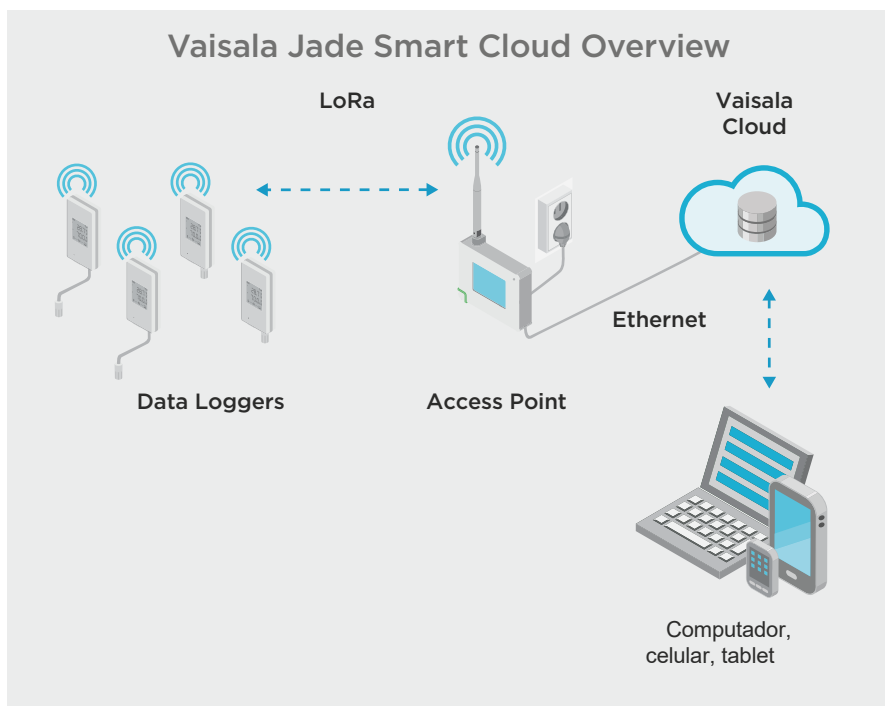 Vaisala Jade Smart Cloud Overview
LoRa
Vaisala
Cloud
Ethernet
Data Loggers
Access Point
Computador,
celular, tablet